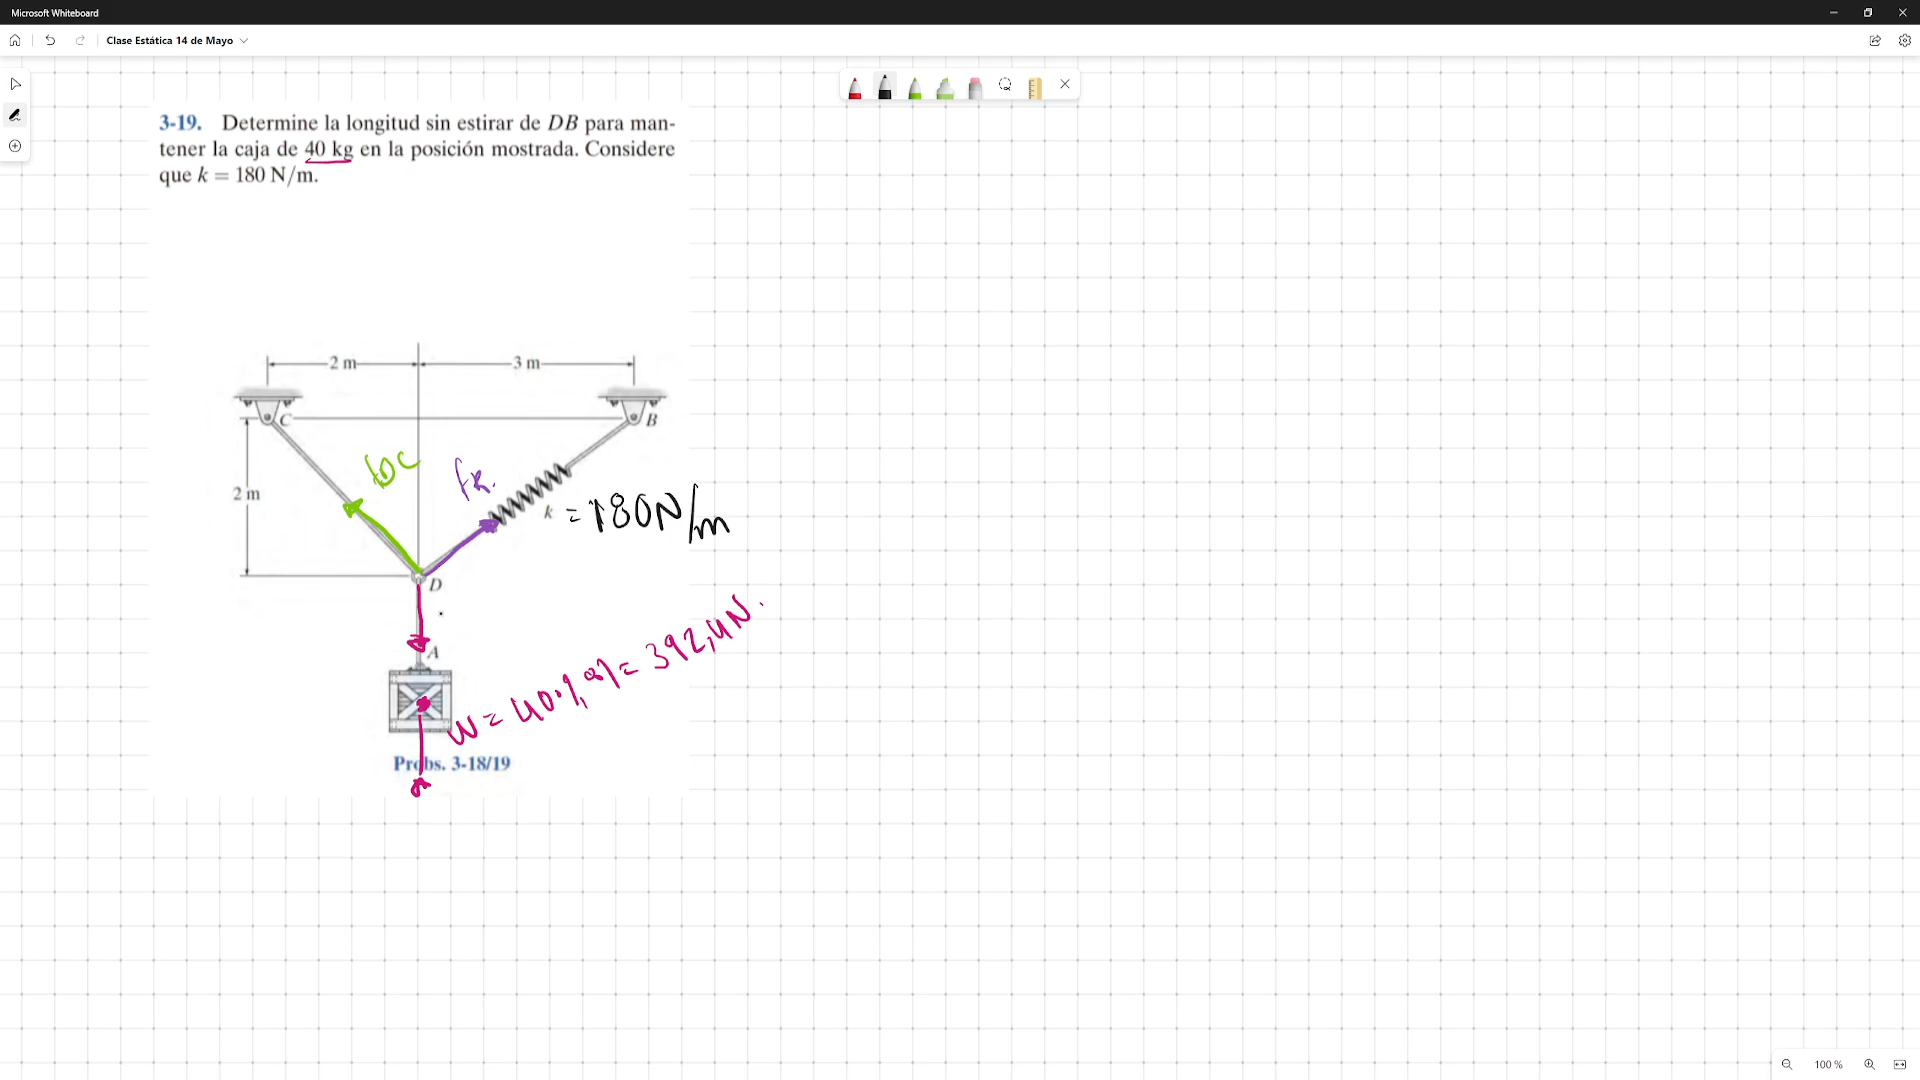 Microsoft Whiteboard
Clase Estática 14 de Mayo
3-19. Determine la longitud sin estirar de DB para man-
tener la caja de 40 kg en la posición mostrada. Considere
que k = 180 N/m.
2 m
3 m
C
B
fDC
fR.
2 m
k = 180N/m
D
A
W = 40.9,81 = 392,4N.
Probs. 3-18/19
100 %